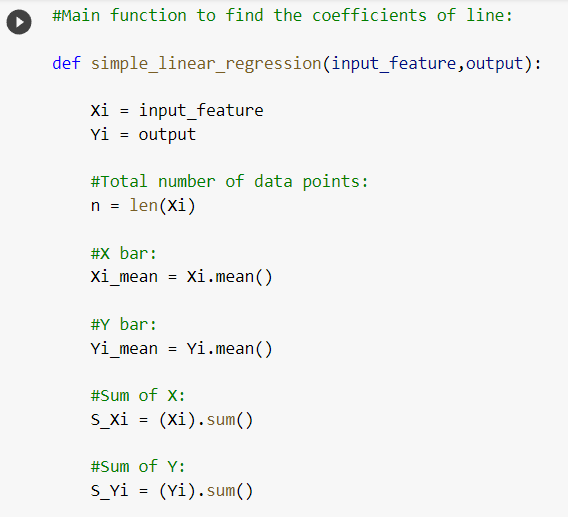 #Main function to find the coefficients of line:
def simple_linear_regression(input_feature,output):
Xi = input_feature
Yi = output
#Total number of data points:
n = len(Xi)
#X bar:
Xi_mean = Xi.mean()
#Y bar:
Yi_mean = Yi.mean()
#Sum of X:
S_Xi = (Xi).sum()
#Sum of Y:
S_Yi = (Yi).sum()